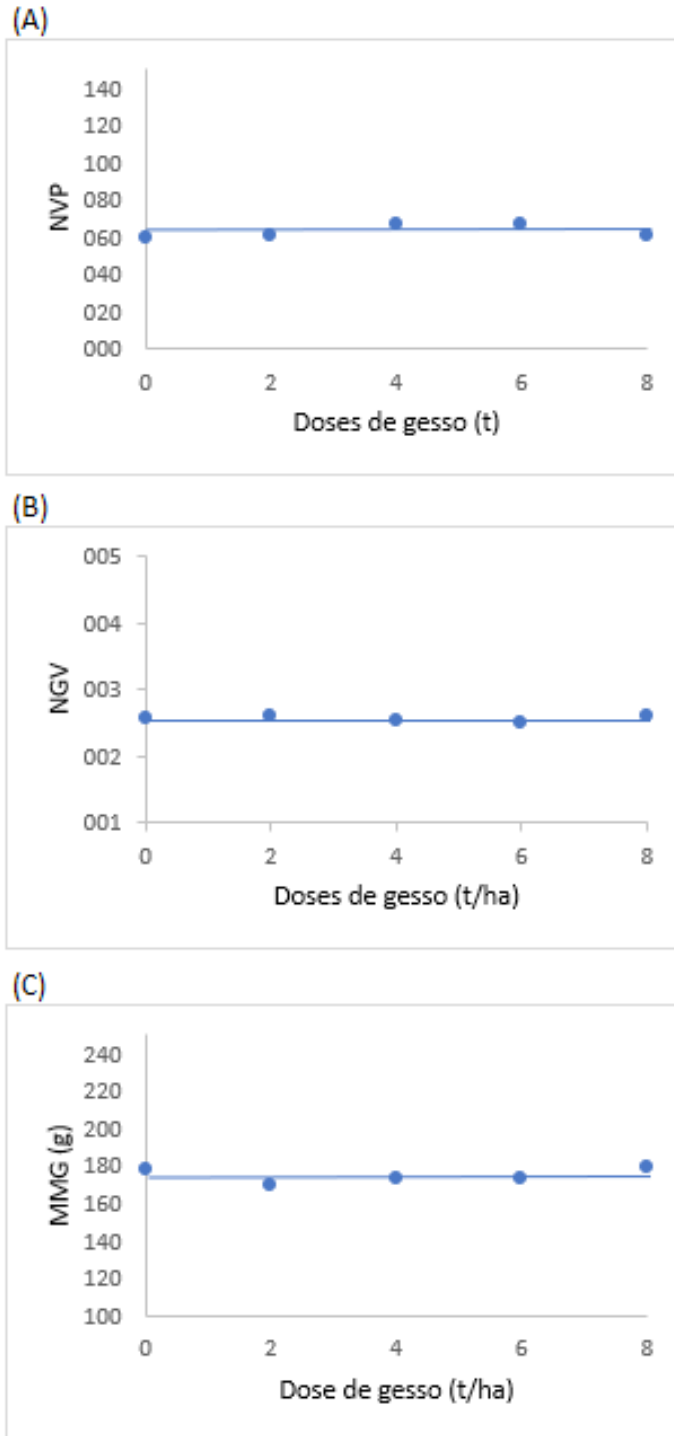 (A)
140
120
100
080
060
040
020
000
NVP
0 2 4 6 8
Doses de gesso (t)
(B)
005
004
003
002
001
NGV
0 2 4 6 8
Doses de gesso (t/ha)
(C)
240
220
200
180
160
140
120
100
MMG (g)
0 2 4 6 8
Dose de gesso (t/ha)